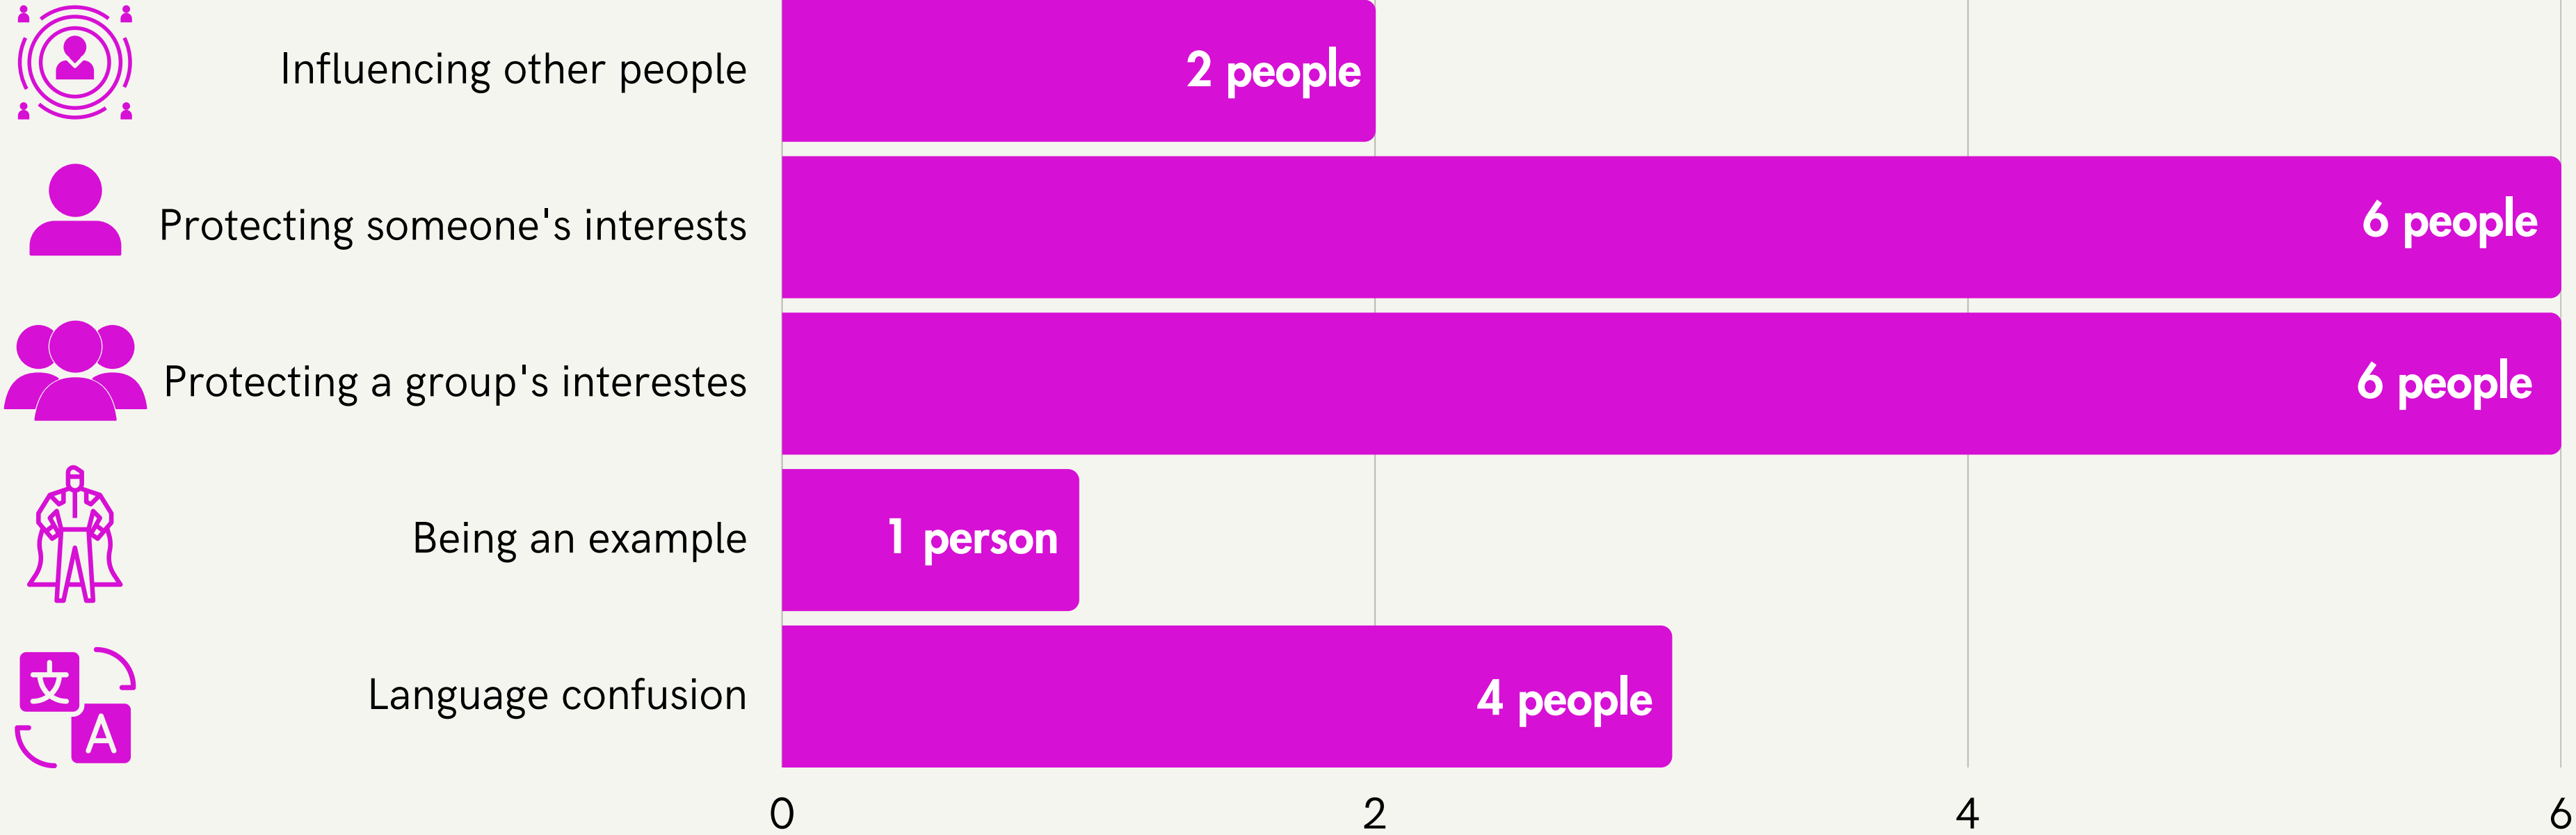 Influencing other people
2 people
Protecting someone's interests
6 people
Protecting a group's interestes
6 people
Being an example
1 person
文
A
Language confusion
4 people
0 2 4 6